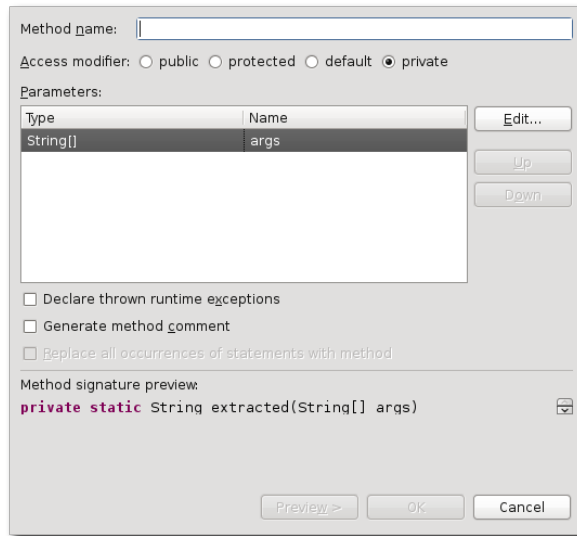 Method name:
Access modifier: public protected default private
Parameters:
Type Name
String[] args
Edit...
Up
Down
Declare thrown runtime exceptions
Generate method comment
Replace all occurrences of statements with method
Method signature preview:
private static String extracted(String[] args)
Preview > OK Cancel